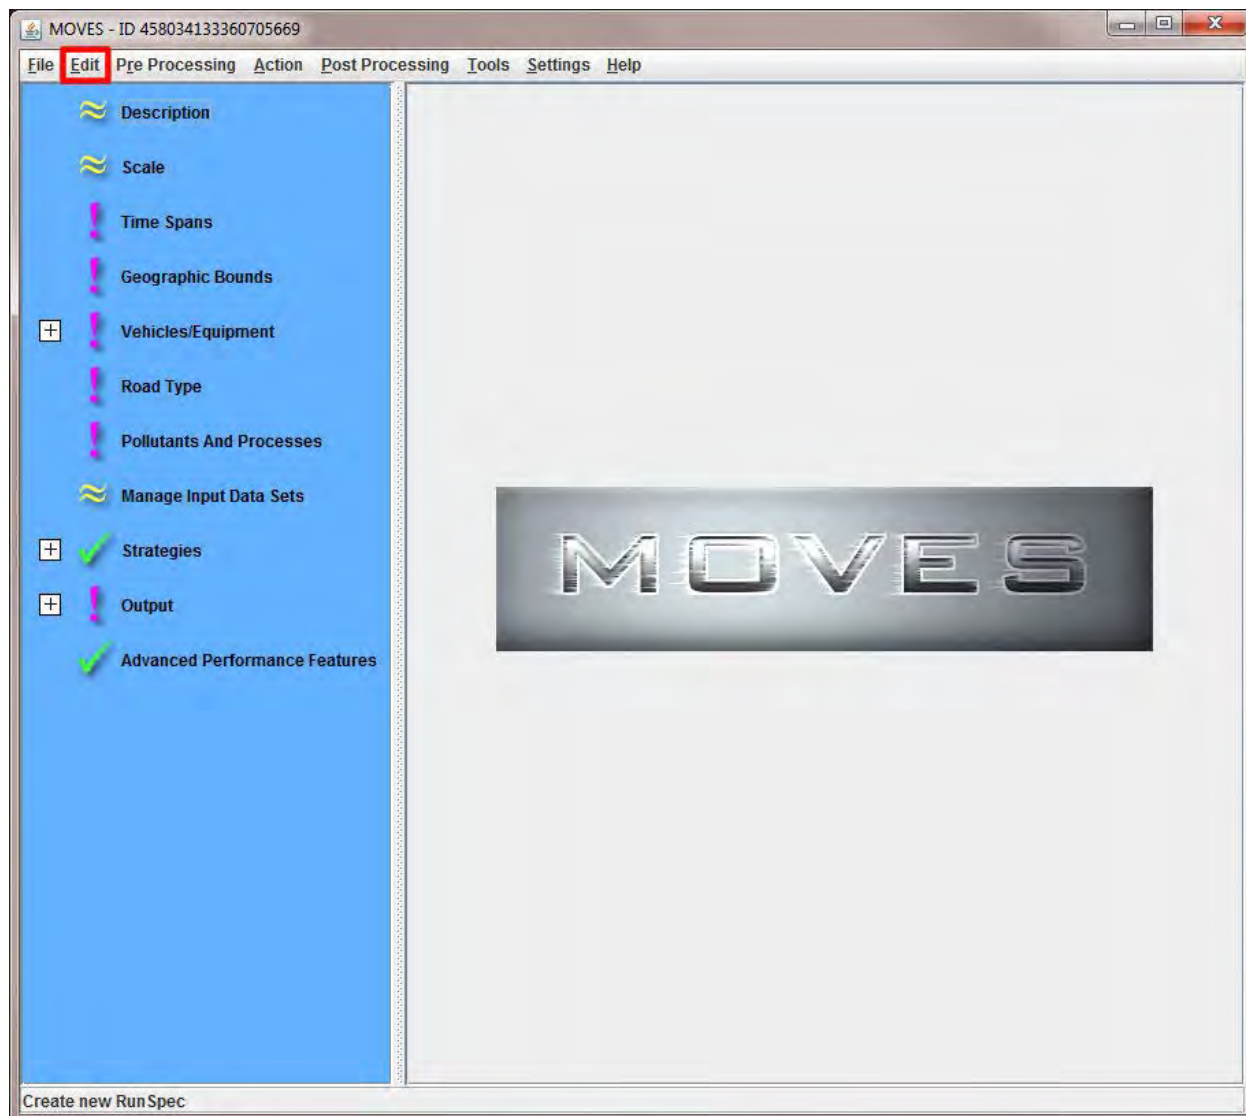 MOVES - ID 458034133360705669
File Edit Pre Processing Action Post Processing Tools Settings Help
Description
Scale
Time Spans
Geographic Bounds
Vehicles/Equipment
Road Type
Pollutants And Processes
Manage Input Data Sets
Strategies
Output
Advanced Performance Features
MOVES
Create new RunSpec